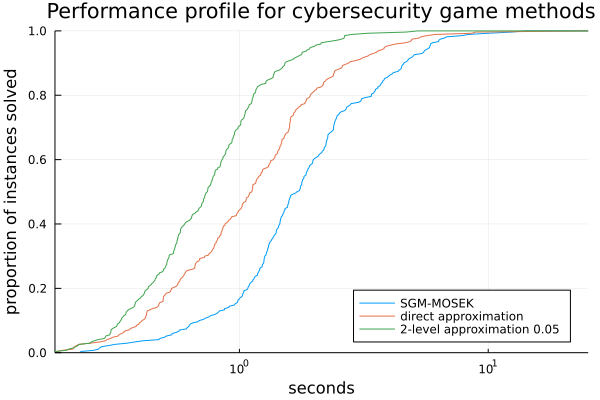 Performance profile for cybersecurity game methods
proportion of instances solved
1.0
0.8
0.6
0.4
0.2
0.0
SGM-MOSEK
direct approximation
2-level approximation 0.05
10⁰
10¹
seconds